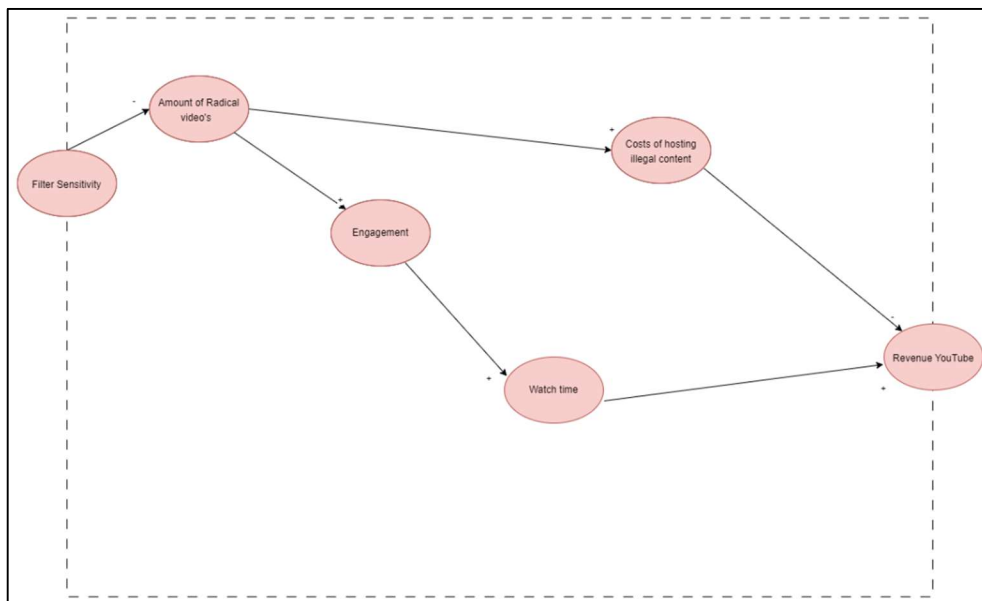 -
Amount of Radical
video's
+
Costs of hosting
illegal content
Filter Sensitivity
+
Engagement
-
Revenue YouTube
+
Watch time
+